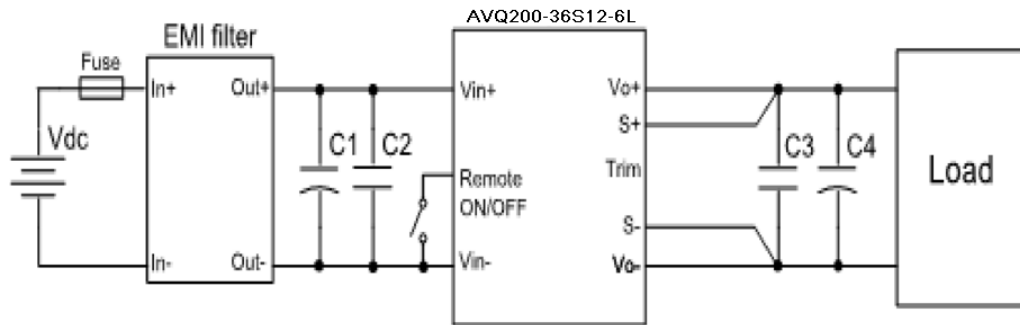 AVQ200-36S12-6L
EMI filter
Fuse
In+
Out+
Vin+
Vo+
S+
Vdc
C1
C2
C3
C4
Load
Remote
ON/OFF
Trim
S-
In-
Out-
Vin-
Vo-